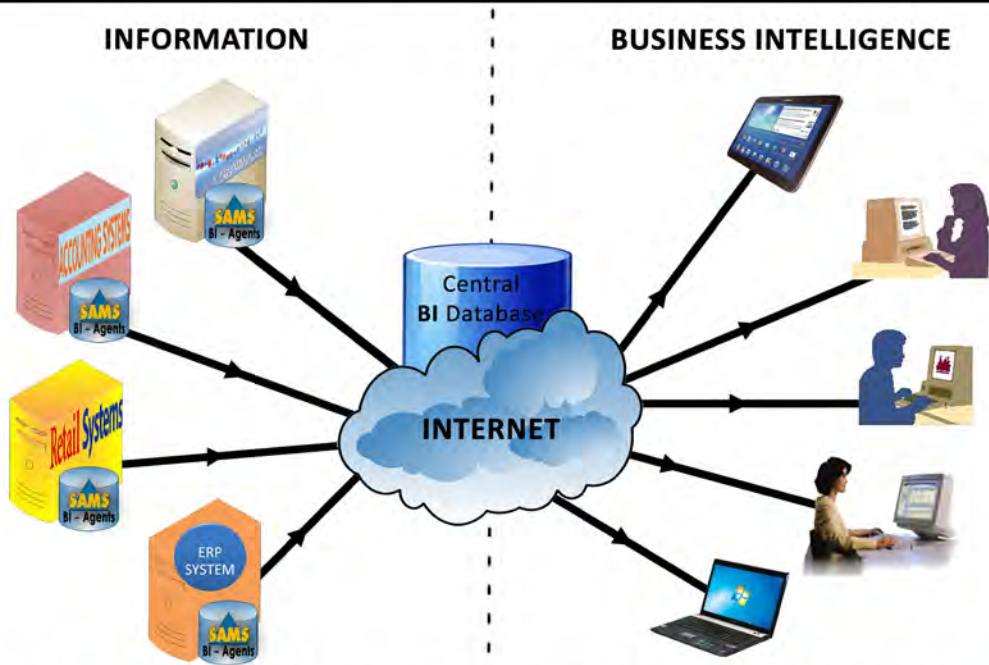 INFORMATION
BUSINESS INTELLIGENCE
SAMS
BI - Agents
ACCOUNTING SYSTEMS
SAMS
BI - Agents
Central
BI Database
INTERNET
Retail Systems
SAMS
BI - Agents
ERP
SYSTEM
SAMS
BI - Agents